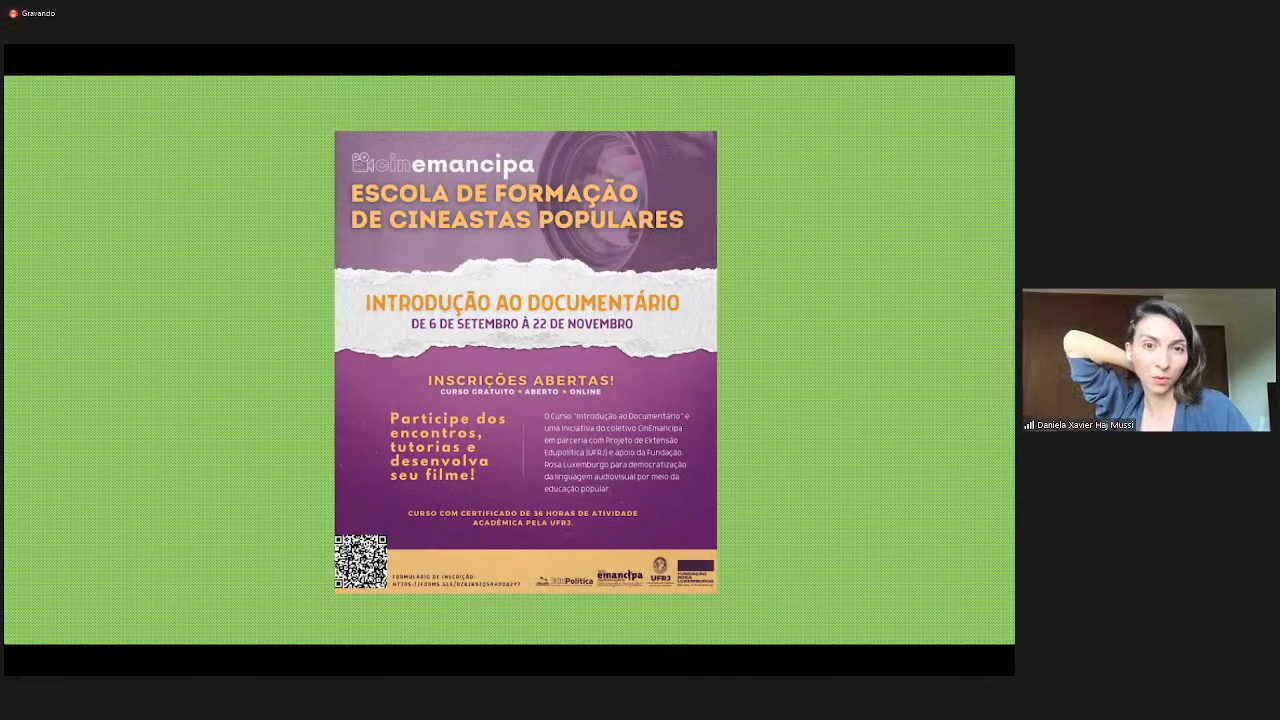 Gravando
cinemancipa
ESCOLA DE FORMAÇÃO
DE CINEASTAS POPULARES
INTRODUÇÃO AO DOCUMENTÁRIO
DE 6 DE SETEMBRO À 22 DE NOVEMBRO
INSCRIÇÕES ABERTAS!
CURSO GRATUITO • ABERTO • ONLINE
Participe dos
encontros,
tutorias e
desenvolva
seu filme!
O Curso "Introdução ao Documentário" é
uma iniciativa do coletivo CinEmancipa
em parceria com Projeto de Extensão
Edupolítica (UFRJ) e apoio da Fundação
Rosa Luxemburgo para democratização
da linguagem audiovisual por meio da
educação popular.
CURSO COM CERTIFICADO DE 36 HORAS DE ATIVIDADE
ACADÊMICA PELA UFRJ.
FORMULÁRIO DE INSCRIÇÃO:
EduPolítica
emancipa
UFRJ
FUNDAÇÃO
ROSA
LUXEMBURGO
Daniela Xavier Haj Mussi